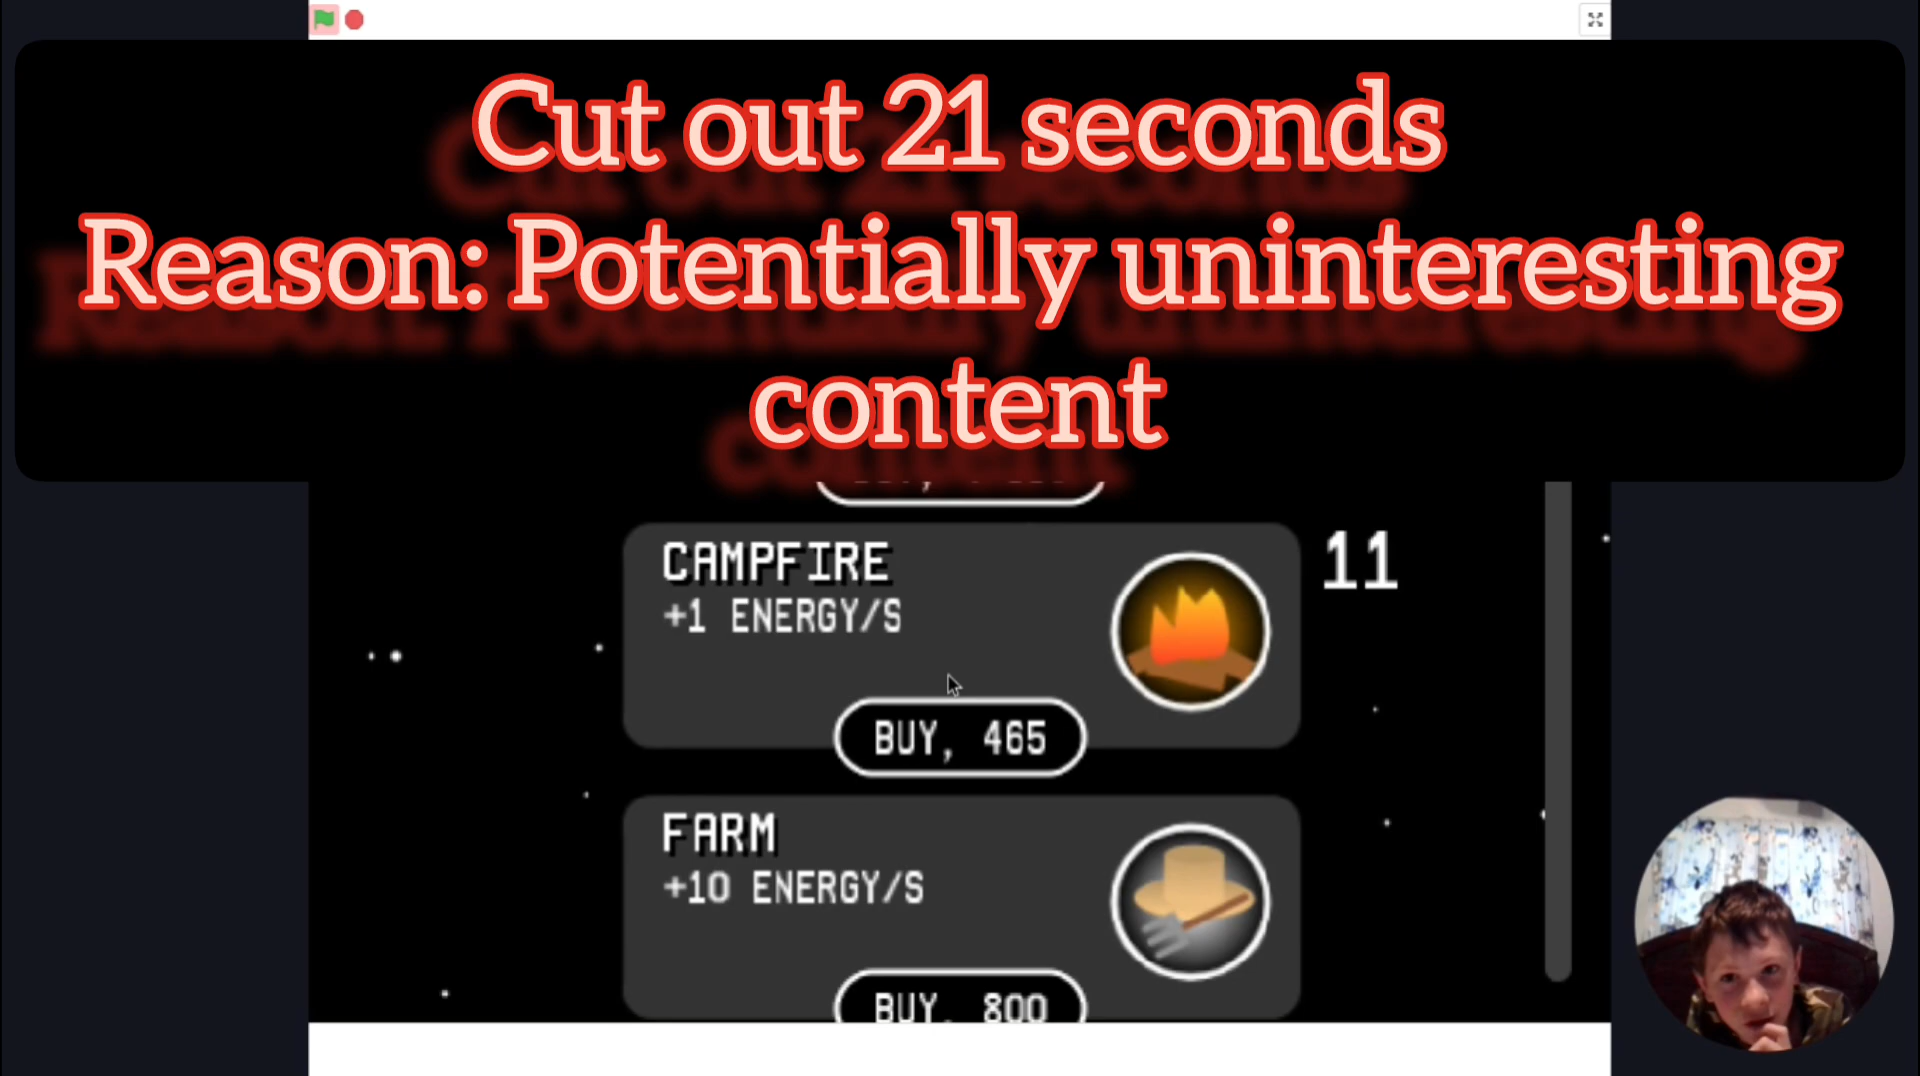 Cut out 21 seconds
Reason: Potentially uninteresting
content
CAMPFIRE
11
+1 ENERGY/S
BUY, 465
FARM
+10 ENERGY/S
BUY, 800